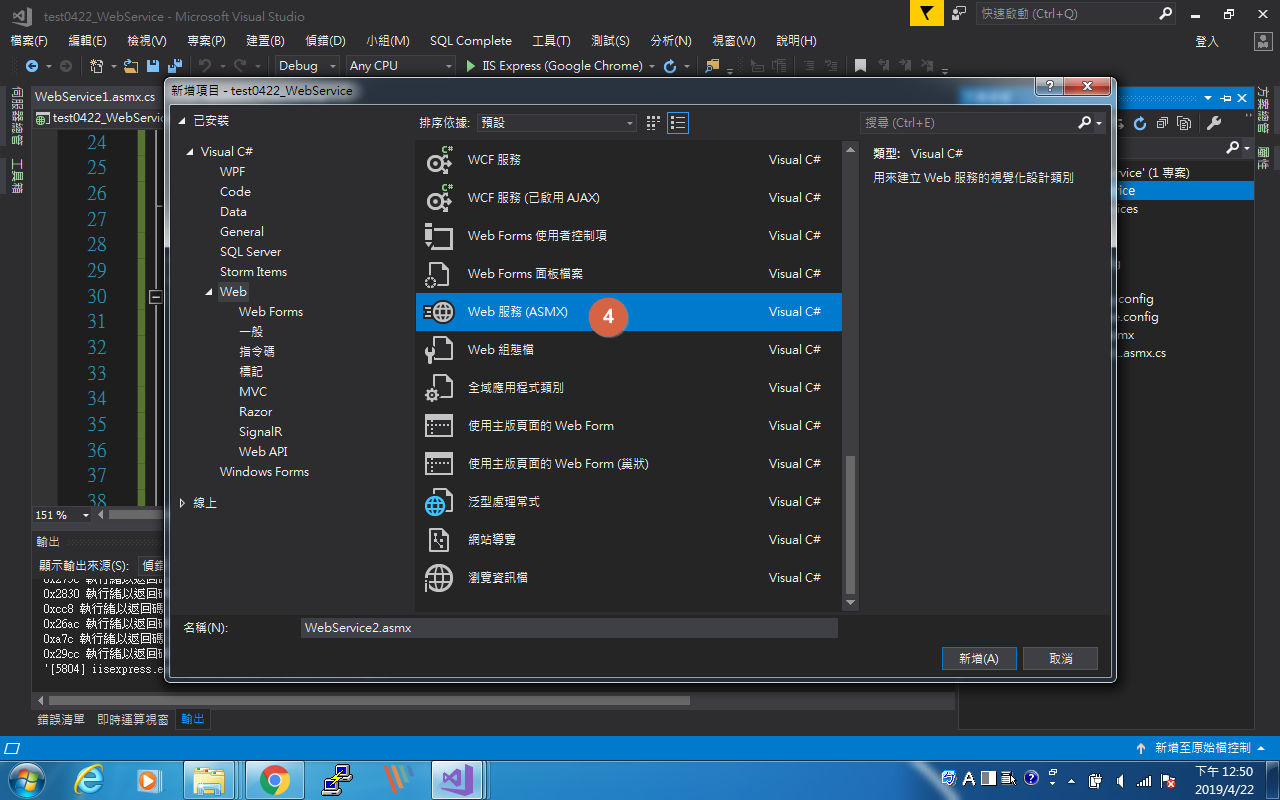 test0422_WebService - Microsoft Visual Studio
快速啟動 (Ctrl+Q)
檔案(F) 編輯(E) 檢視(V) 專案(P) 建置(B) 偵錯(D) 小組(M) SQL Complete 工具(T) 測試(S) 分析(N) 視窗(W) 說明(H)
登入
Debug Any CPU IIS Express (Google Chrome)
伺服器總管
工具箱
WebService1.asmx.cs
test0422_WebServic
24
25
26
27
28
29
30
31
32
33
34
35
36
37
38
151 %
新增項目 - test0422_WebService
已安裝
Visual C#
WPF
Code
Data
General
SQL Server
Storm Items
Web
Web Forms
一般
指令碼
標記
MVC
Razor
SignalR
Web API
Windows Forms
線上
排序依據: 預設
搜尋 (Ctrl+E)
WCF 服務 Visual C#
WCF 服務 (已啟用 AJAX) Visual C#
Web Forms 使用者控制項 Visual C#
Web Forms 面板檔案 Visual C#
Web 服務 (ASMX) 4 Visual C#
Web 組態檔 Visual C#
全域應用程式類別 Visual C#
使用主版頁面的 Web Form Visual C#
使用主版頁面的 Web Form (巢狀) Visual C#
泛型處理常式 Visual C#
網站導覽 Visual C#
瀏覽資訊檔 Visual C#
類型: Visual C#
用來建立 Web 服務的視覺化設計類別
名稱(N): WebService2.asmx
新增(A) 取消
方案總管
屬性
rvice' (1 專案)
ice
ices
.config
e.config
mx
.asmx.cs
輸出
顯示輸出來源(S): 偵錯
0x2830 執行緒以返回碼
0xcc8 執行緒以返回碼
0x26ac 執行緒以返回碼
0xa7c 執行緒以返回碼
0x29cc 執行緒以返回碼
'[5804] iisexpress.e
錯誤清單 即時運算視窗 輸出
新增至原始檔控制
A
下午 12:50
2019/4/22